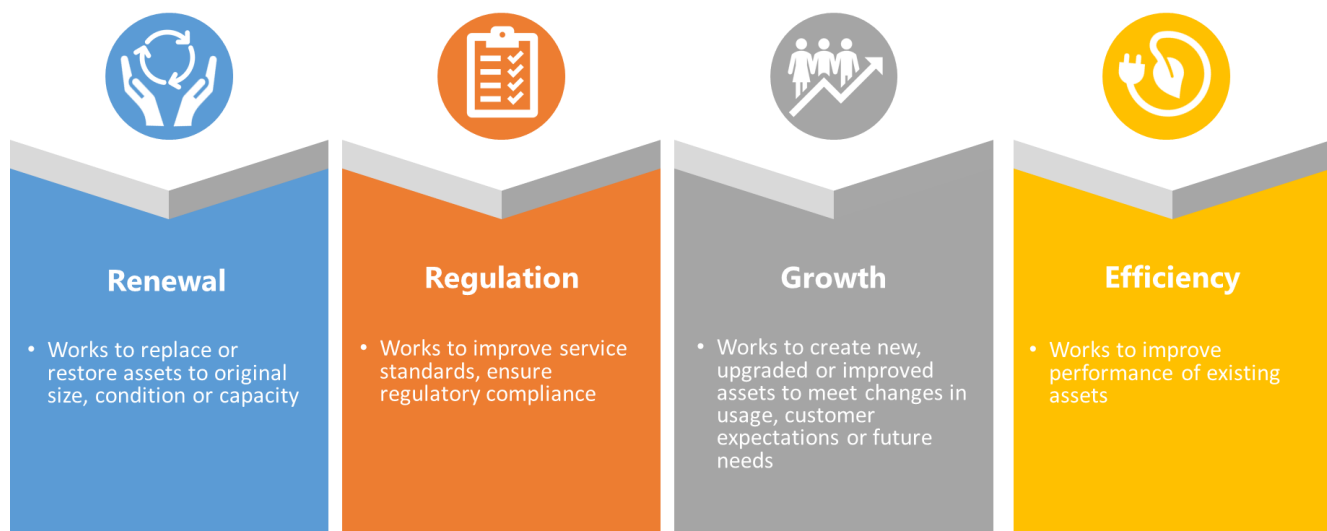 Renewal
• Works to replace or
restore assets to original
size, condition or capacity
Regulation
• Works to improve service
standards, ensure
regulatory compliance
Growth
• Works to create new,
upgraded or improved
assets to meet changes in
usage, customer
expectations or future
needs
Efficiency
• Works to improve
performance of existing
assets